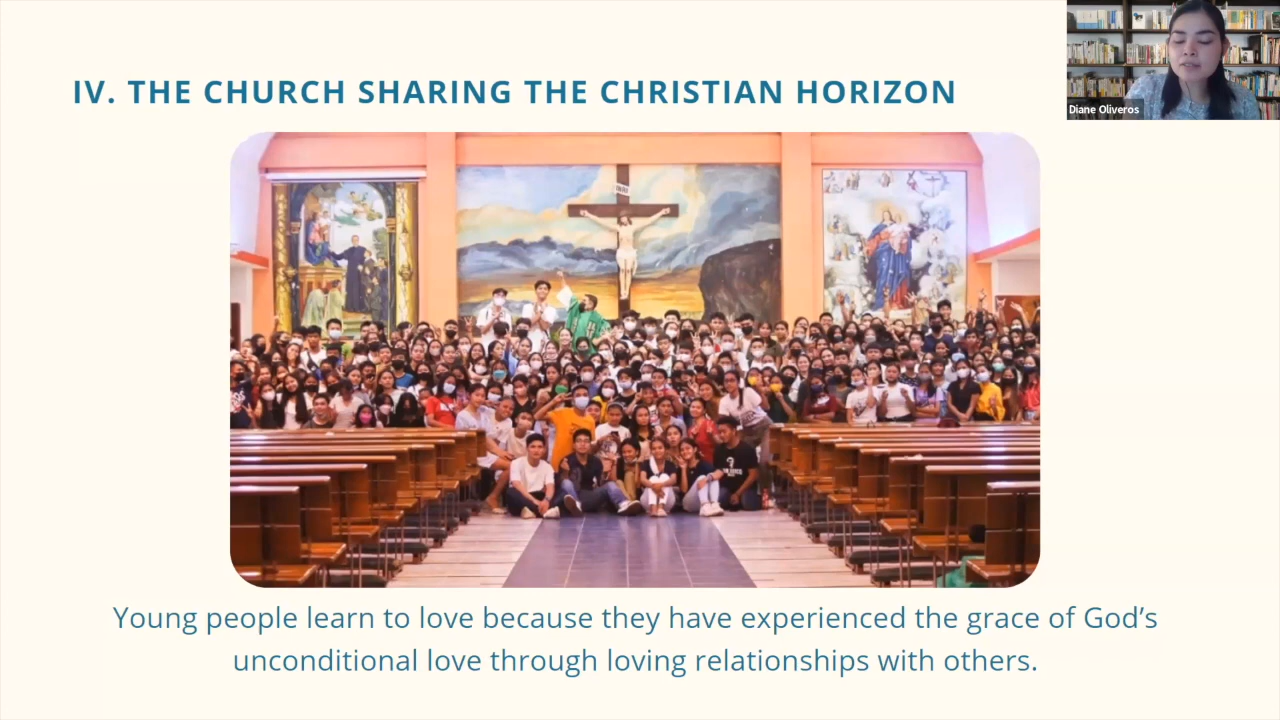 IV. THE CHURCH SHARING THE CHRISTIAN HORIZON
Diane Oliveros
INRI
Young people learn to love because they have experienced the grace of God's
unconditional love through loving relationships with others.